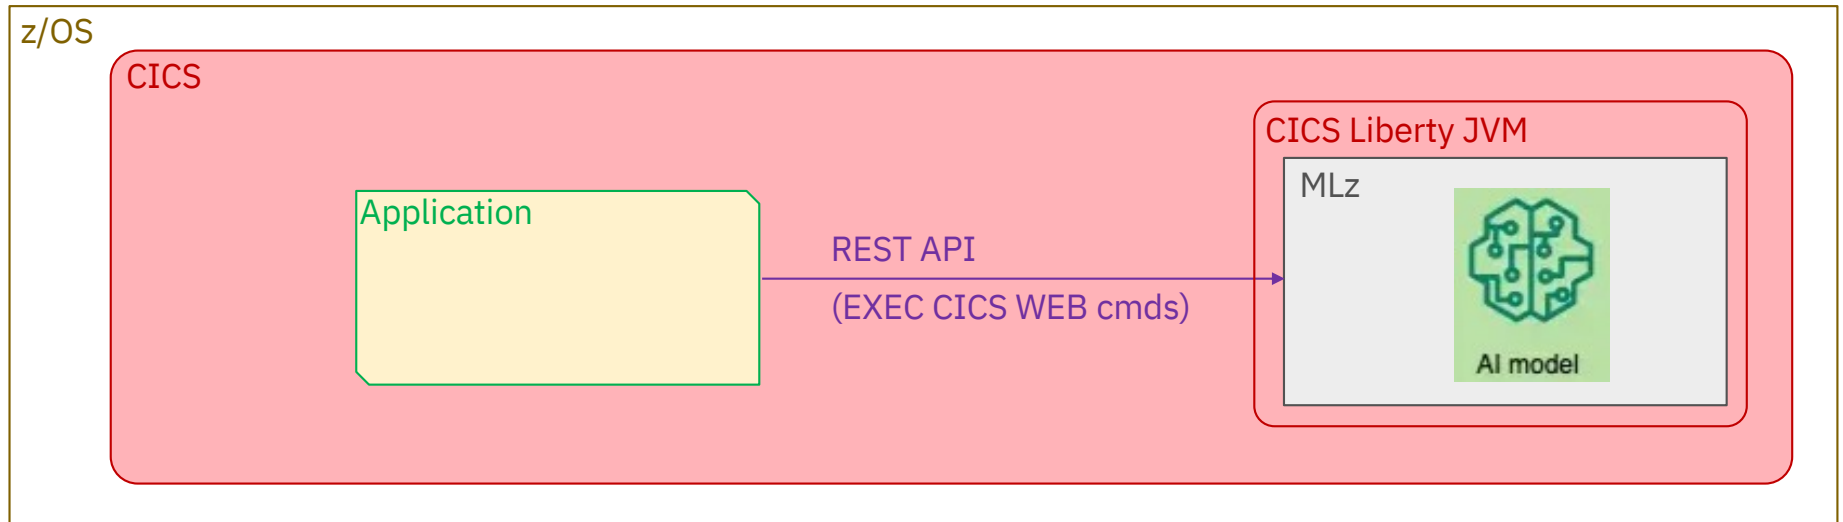 z/OS
CICS
CICS Liberty JVM
MLz
Application
REST API
(EXEC CICS WEB cmds)
AI model